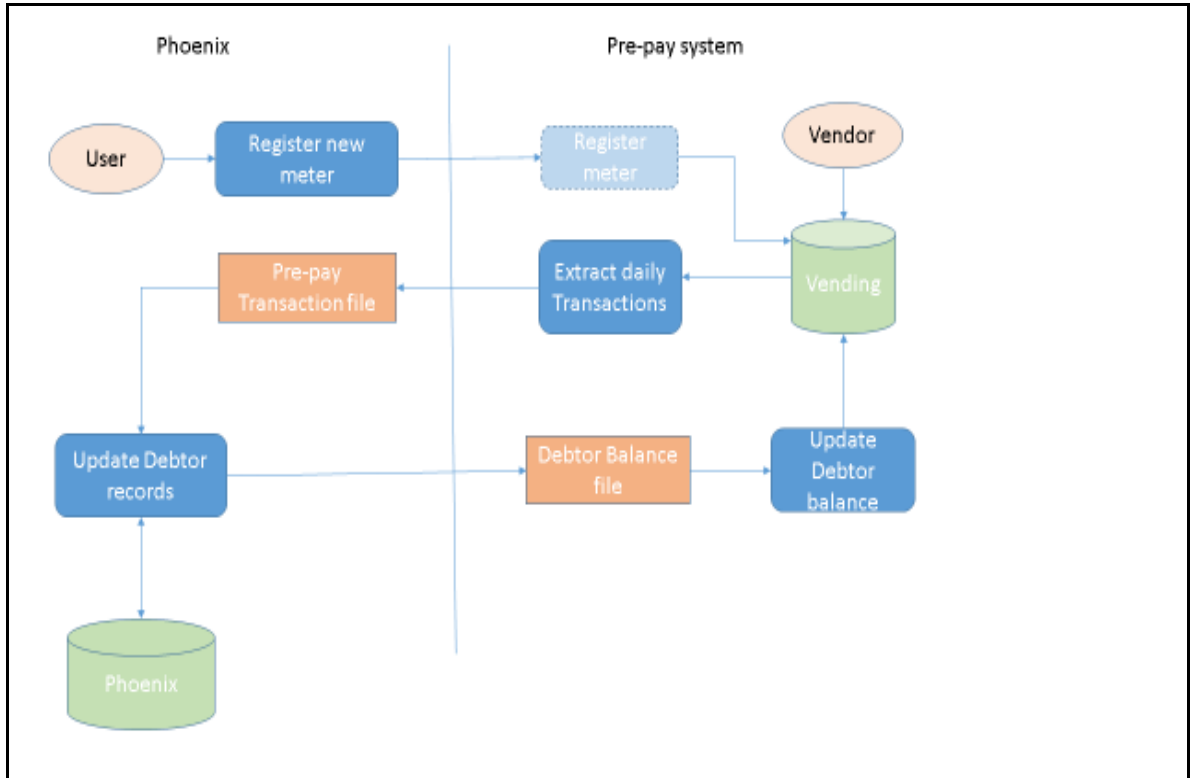 Phoenix
Pre-pay system
User
Register new
meter
Register
meter
Vendor
Pre-pay
Transaction file
Extract daily
Transactions
Vending
Update Debtor
records
Debtor Balance
file
Update
Debtor
balance
Phoenix